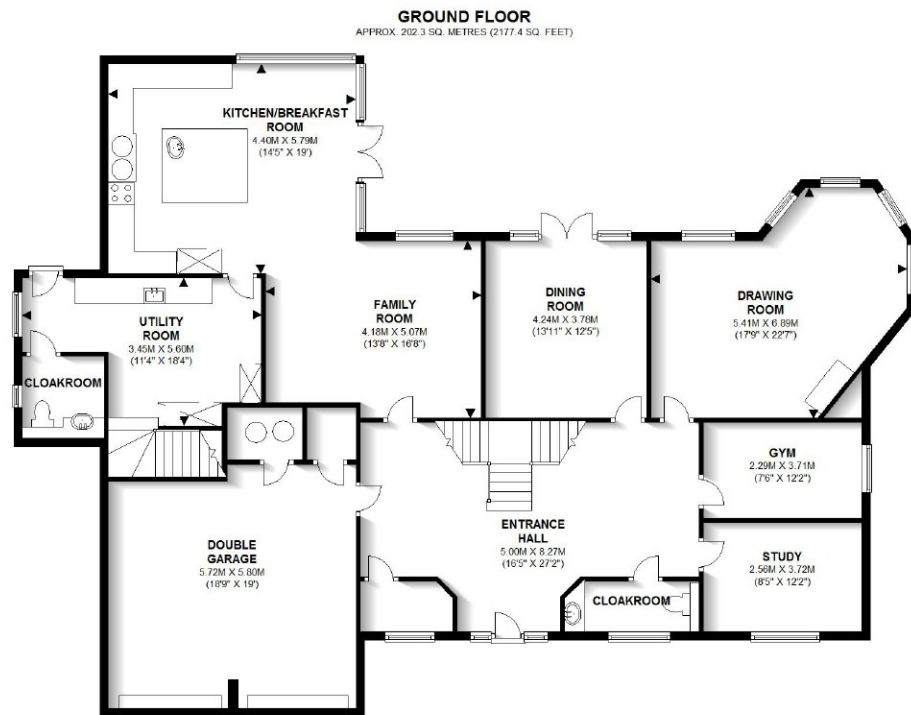 GROUND FLOOR
APPROX. 202.3 SQ. METRES (2177.4 SQ. FEET)
KITCHEN/BREAKFAST
ROOM
4.40M X 5.79M
(14'5" X 19')
UTILITY
ROOM
3.45M X 5.60M
(11'4" X 18'4")
CLOAKROOM
FAMILY
ROOM
4.18M X 5.07M
(13'8" X 16'8")
DINING
ROOM
4.24M X 3.78M
(13'11" X 12'5")
DRAWING
ROOM
5.41M X 6.89M
(17'9" X 22'7")
GYM
2.29M X 3.71M
(7'6" X 12'2")
ENTRANCE
HALL
5.00M X 8.27M
(16'5" X 27'2")
DOUBLE
GARAGE
5.72M X 5.80M
(18'9" X 19')
STUDY
2.56M X 3.72M
(8'5" X 12'2")
CLOAKROOM